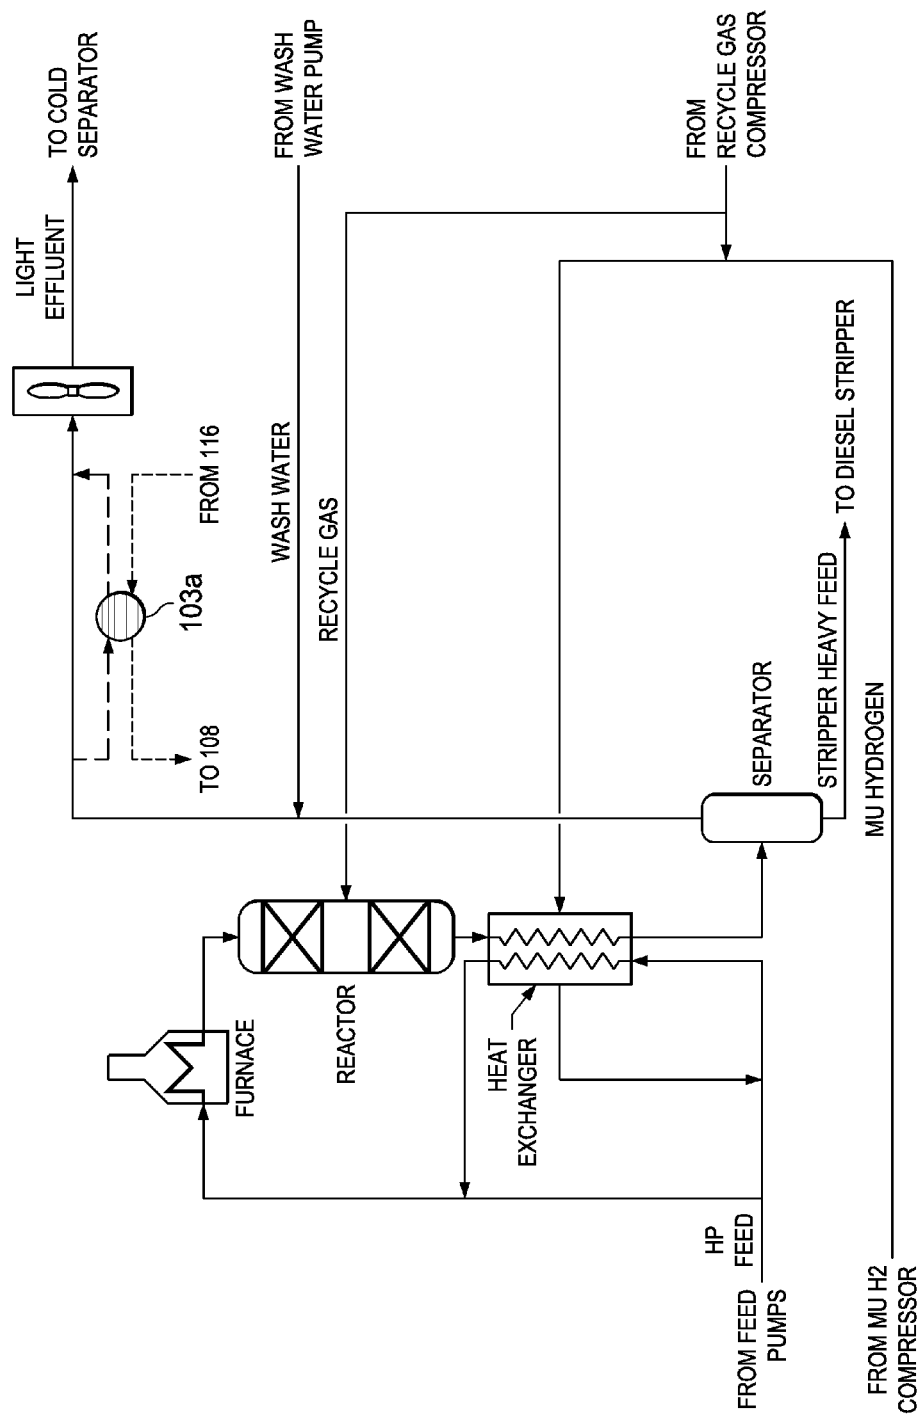 LIGHT
EFFLUENT
TO COLD
SEPARATOR
FROM 116
TO 108
103a
WASH WATER
FROM WASH
WATER PUMP
RECYCLE GAS
FROM
RECYCLE GAS
COMPRESSOR
FURNACE
REACTOR
HEAT
EXCHANGER
SEPARATOR
STRIPPER HEAVY FEED
TO DIESEL STRIPPER
MU HYDROGEN
HP
FEED
FROM FEED
PUMPS
FROM MU H2
COMPRESSOR